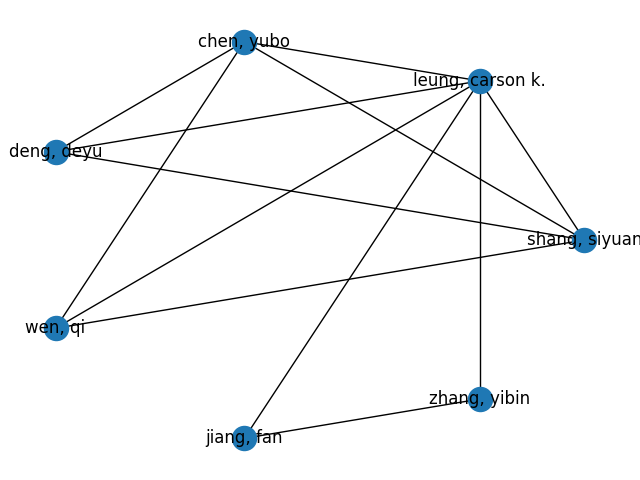 chen, yubo
leung, carson k.
deng, deyu
shang, siyuan
wen, qi
zhang, yibin
jiang, fan